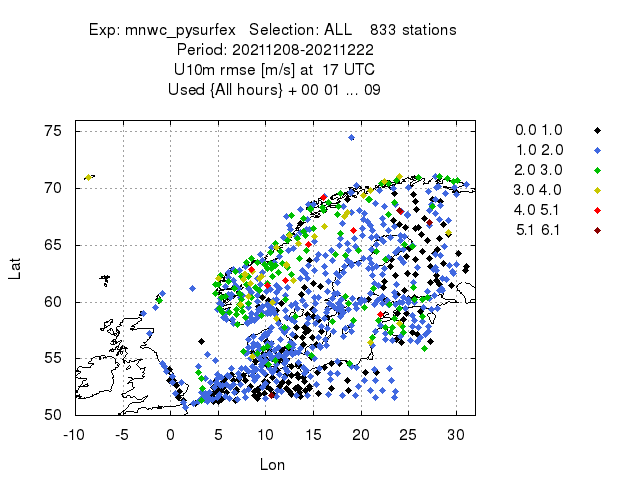 Exp: mnwc_pysurfex   Selection: ALL    833 stations
Period: 20211208-20211222
U10m rmse [m/s] at  17 UTC
Used {All hours} + 00 01 ... 09
0.0 1.0
1.0 2.0
2.0 3.0
3.0 4.0
4.0 5.1
5.1 6.1
75
70
65
60
55
50
Lat
-10 -5 0 5 10 15 20 25 30
Lon